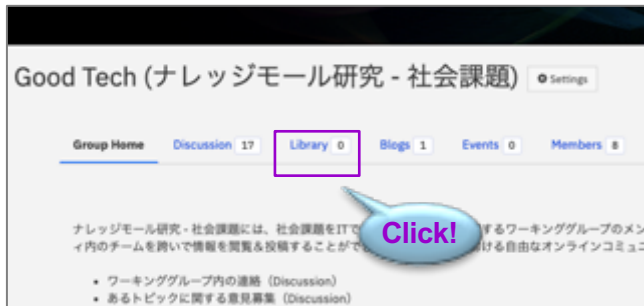 Good Tech (ナレッジモール研究 - 社会課題) Settings
Group Home Discussion 17 Library 0 Blogs 1 Events 0 Members 8
Click!
ナレッジモール研究 - 社会課題には、社会課題をITで するワーキンググループのメン
ィ内のチームを跨いで情報を閲覧&投稿することがで ける自由なオンラインコミュニ
• ワーキンググループ内の連絡 (Discussion)
• あるトピックに関する意見募集 (Discussion)